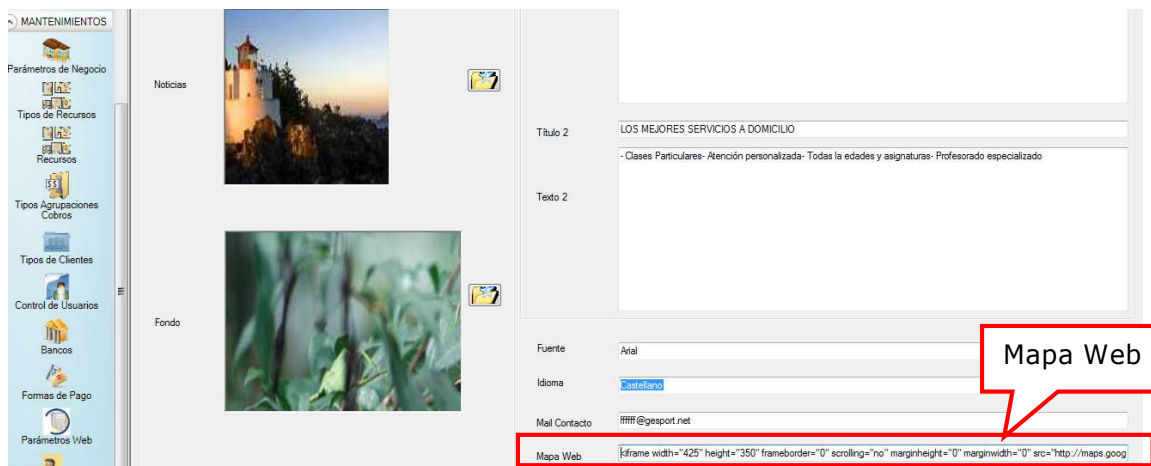 MANTENIMIENTOS
Parámetros de Negocio
Tipos de Recursos
Recursos
Tipos Agrupaciones
Cobros
Tipos de Clientes
Control de Usuarios
Bancos
Formas de Pago
Parámetros Web
Noticias
Fondo
Título 2
LOS MEJORES SERVICIOS A DOMICILIO
Texto 2
- Clases Particulares- Atención personalizada- Todas la edades y asignaturas- Profesorado especializado
Fuente
Arial
Idioma
Castellano
Mail Contacto
ffffff@gesport.net
Mapa Web
<iframe width="425" height="350" frameborder="0" scrolling="no" marginheight="0" marginwidth="0" src="http://maps.goog
Mapa Web